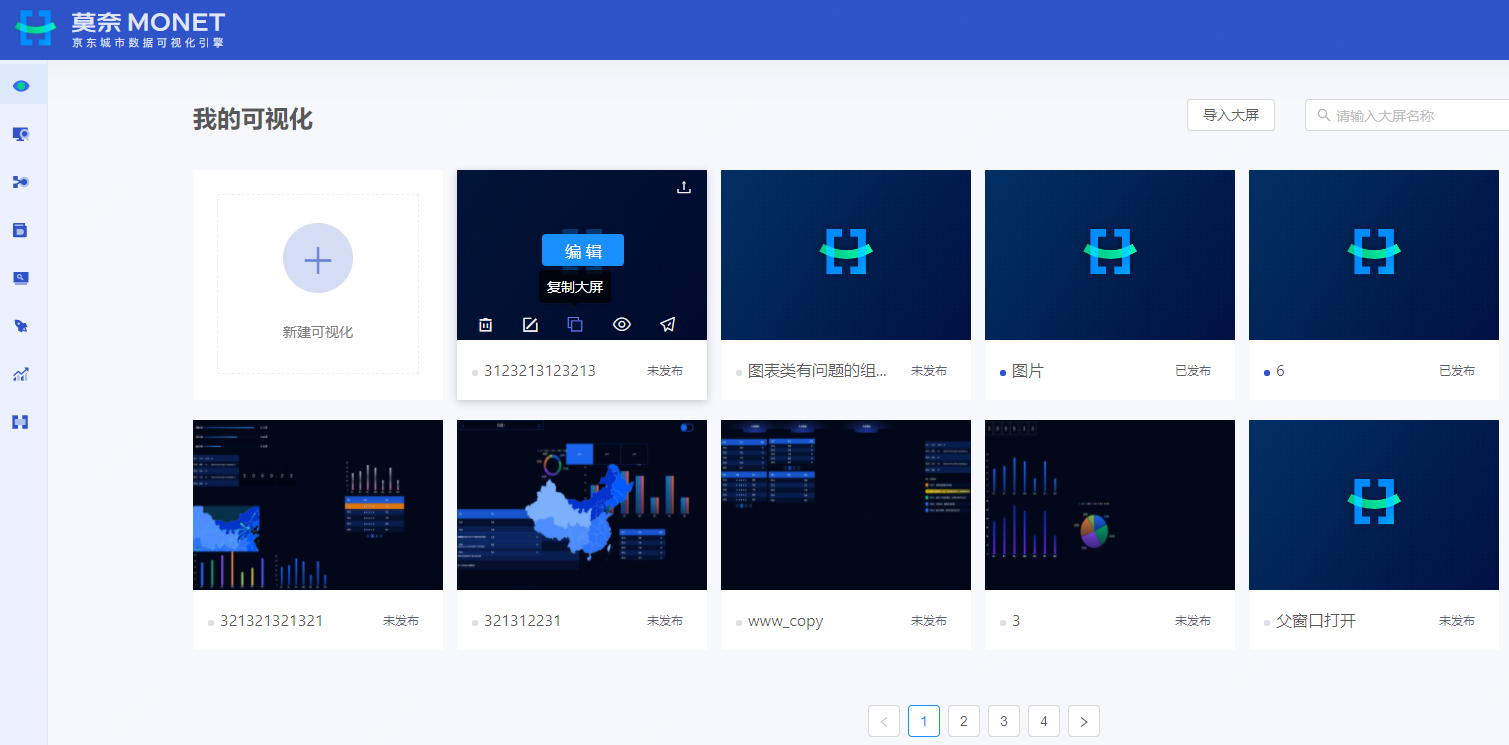 莫奈 MONET
京东城市数据可视化引擎
我的可视化
导入大屏
请输入大屏名称
新建可视化
编 辑
复制大屏
3123213123213
未发布
图表类有问题的组...
未发布
图片
已发布
6
已发布
321321321321
未发布
321312231
未发布
www_copy
未发布
3
未发布
父窗口打开
未发布
1
2
3
4